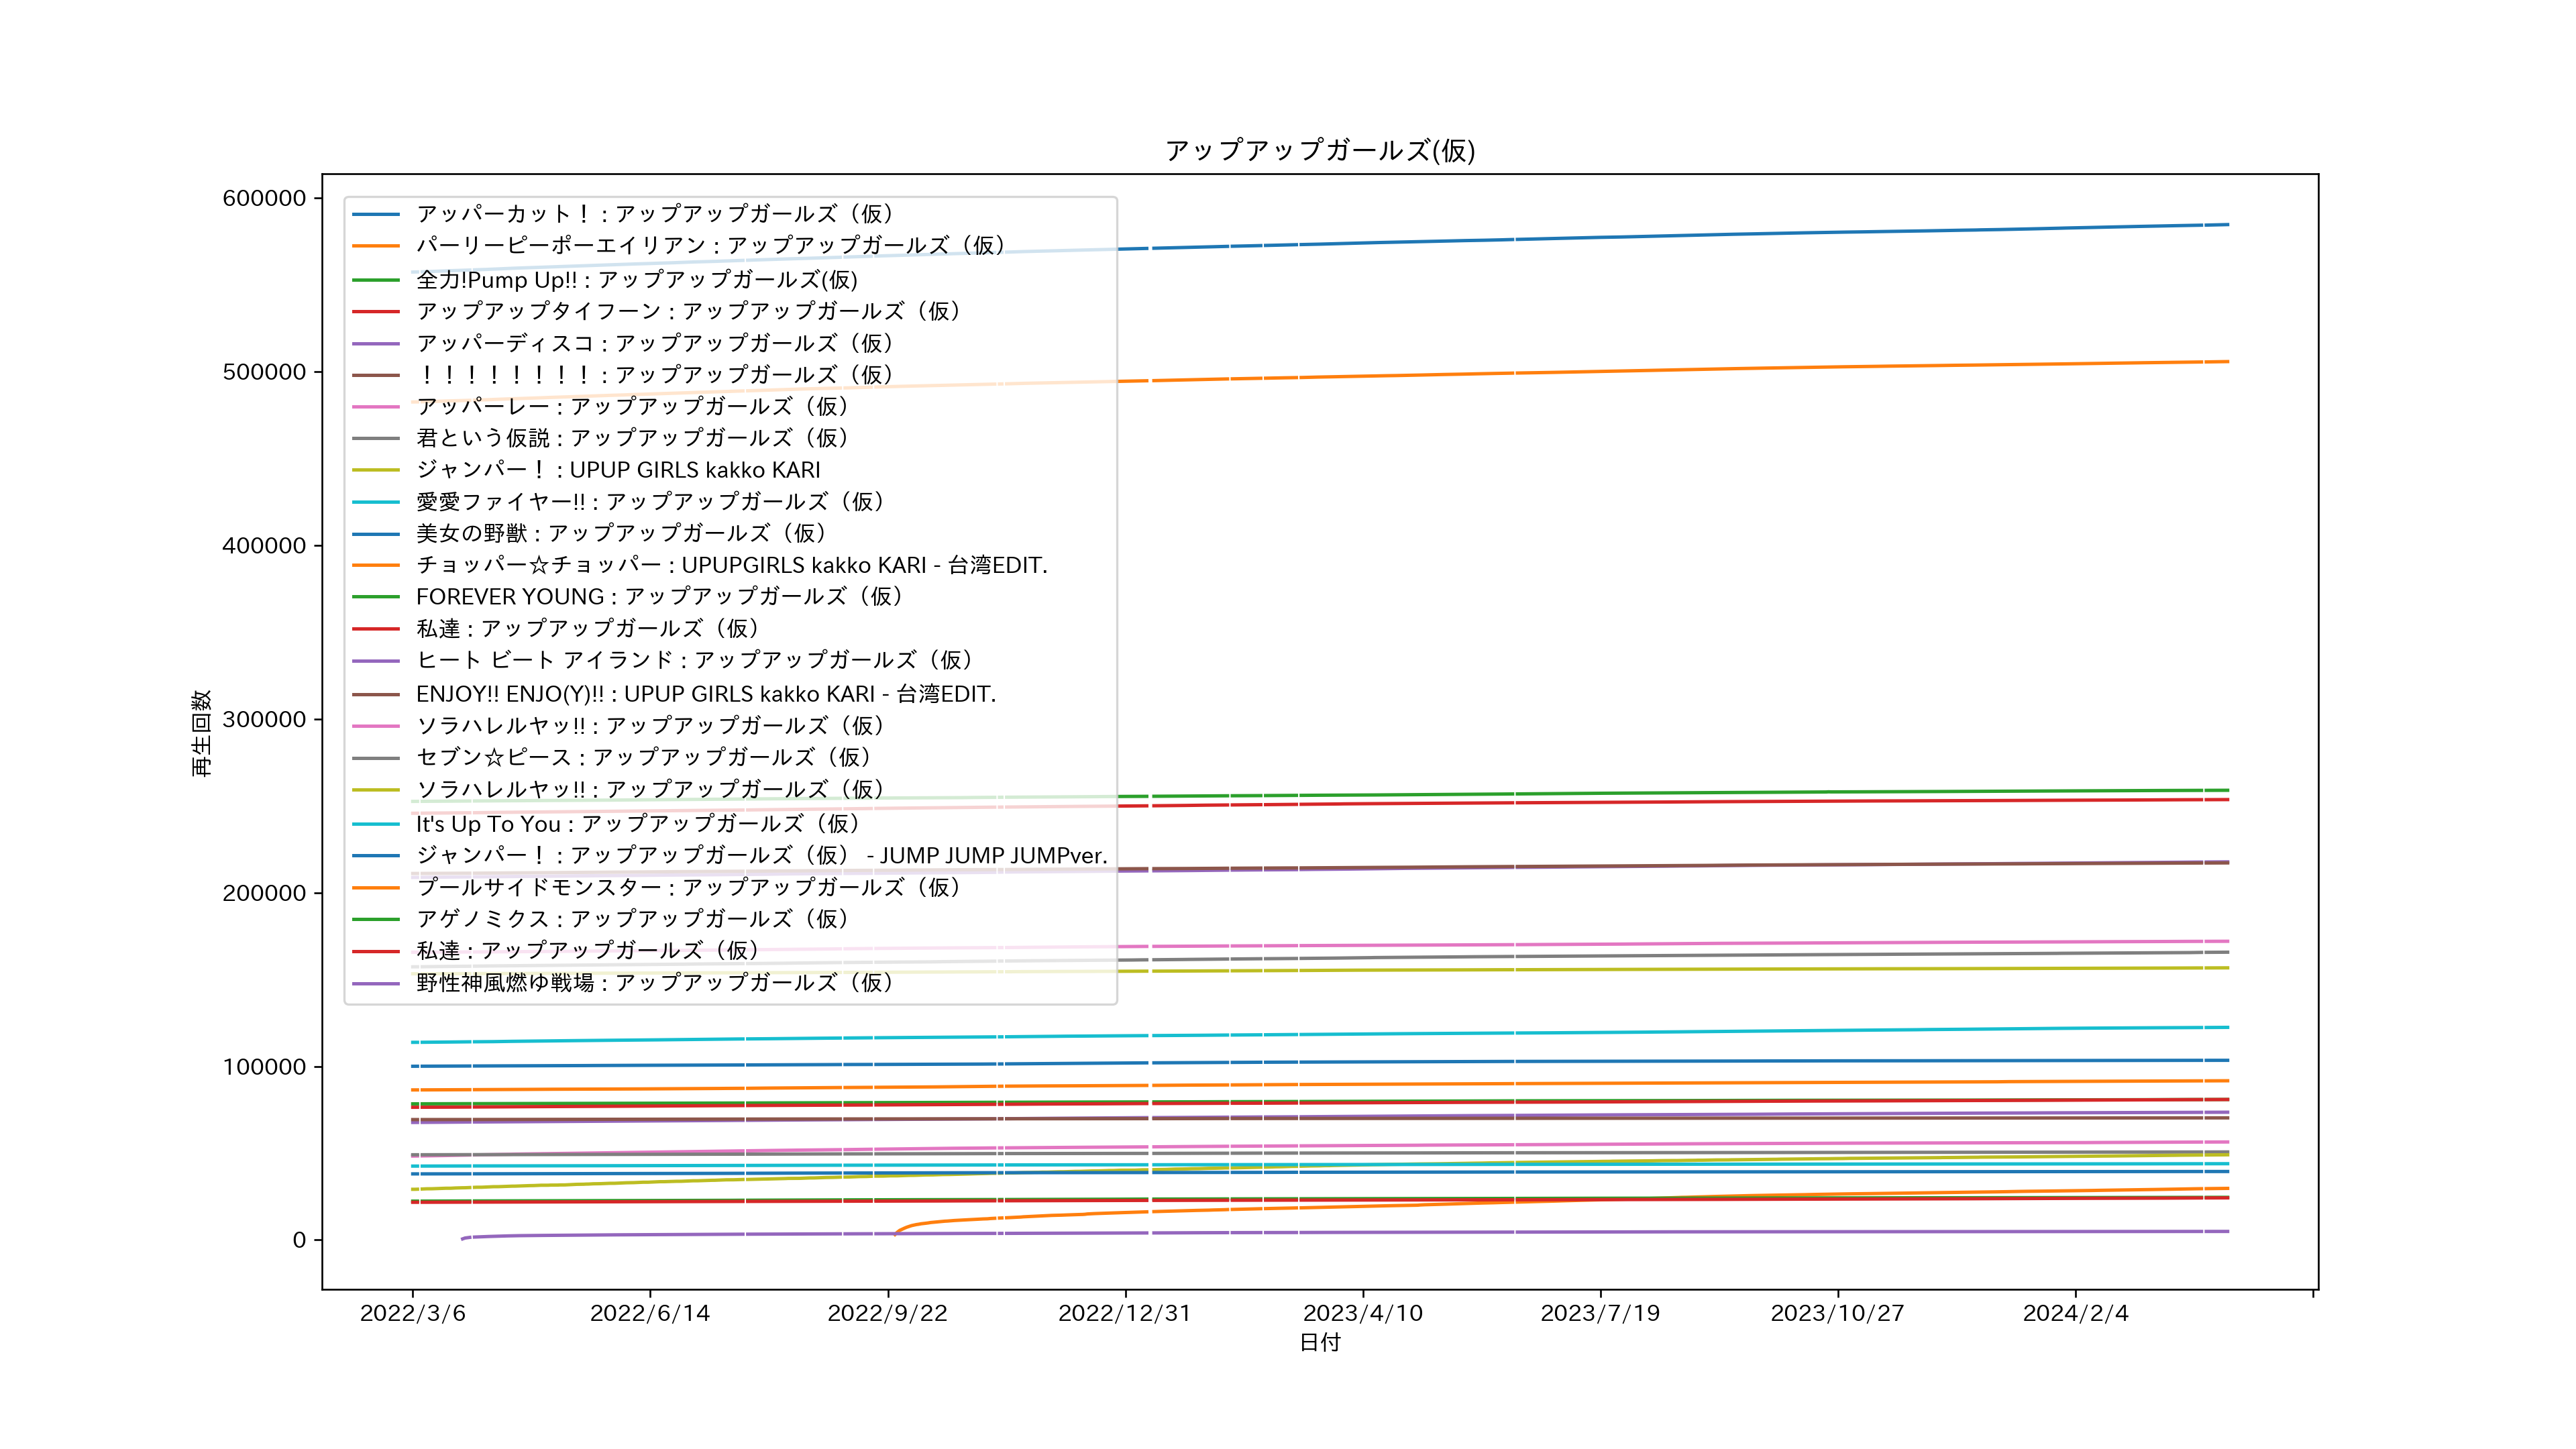 アップアップガールズ(仮)
600000
500000
400000
300000
200000
100000
0
再生回数
アッパーカット！ : アップアップガールズ（仮）
パーリーピーポーエイリアン : アップアップガールズ（仮）
全力!Pump Up!! : アップアップガールズ(仮)
アップアップタイフーン : アップアップガールズ（仮）
アッパーディスコ : アップアップガールズ（仮）
！！！！！！！！ : アップアップガールズ（仮）
アッパーレー : アップアップガールズ（仮）
君という仮説 : アップアップガールズ（仮）
ジャンパー！ : UPUP GIRLS kakko KARI
愛愛ファイヤー!! : アップアップガールズ（仮）
美女の野獣 : アップアップガールズ（仮）
チョッパー☆チョッパー : UPUPGIRLS kakko KARI - 台湾EDIT.
FOREVER YOUNG : アップアップガールズ（仮）
私達 : アップアップガールズ（仮）
ヒート ビート アイランド : アップアップガールズ（仮）
ENJOY!! ENJO(Y)!! : UPUP GIRLS kakko KARI - 台湾EDIT.
ソラハレルヤッ!! : アップアップガールズ（仮）
セブン☆ピース : アップアップガールズ（仮）
ソラハレルヤッ!! : アップアップガールズ（仮）
It's Up To You : アップアップガールズ（仮）
ジャンパー！ : アップアップガールズ（仮） - JUMP JUMP JUMPver.
プールサイドモンスター : アップアップガールズ（仮）
アゲノミクス : アップアップガールズ（仮）
私達 : アップアップガールズ（仮）
野性神風燃ゆ戦場 : アップアップガールズ（仮）
2022/3/6 2022/6/14 2022/9/22 2022/12/31 2023/4/10 2023/7/19 2023/10/27 2024/2/4
日付